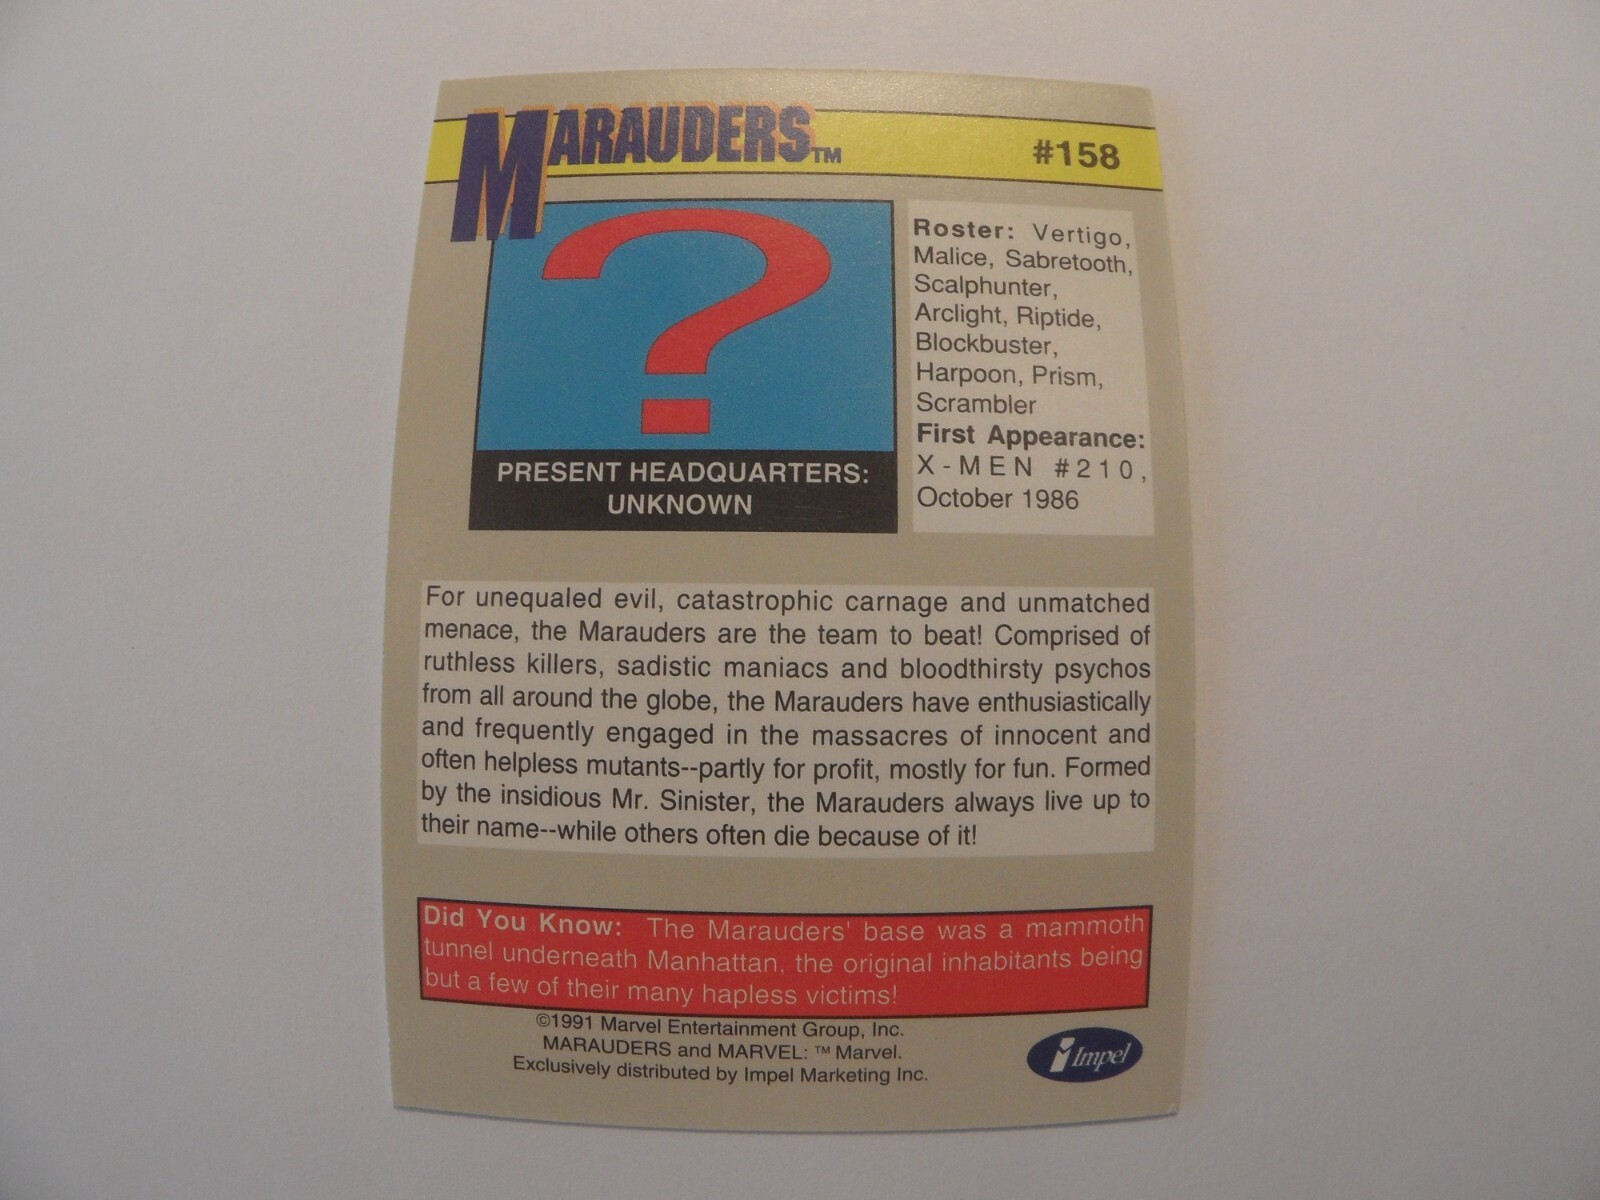 MARAUDERS™
#158
PRESENT HEADQUARTERS:
UNKNOWN
Roster: Vertigo,
Malice, Sabretooth,
Scalphunter,
Arclight, Riptide,
Blockbuster,
Harpoon, Prism,
Scrambler
First Appearance:
X-MEN #210,
October 1986
For unequaled evil, catastrophic carnage and unmatched
menace, the Marauders are the team to beat! Comprised of
ruthless killers, sadistic maniacs and bloodthirsty psychos
from all around the globe, the Marauders have enthusiastically
and frequently engaged in the massacres of innocent and
often helpless mutants--partly for profit, mostly for fun. Formed
by the insidious Mr. Sinister, the Marauders always live up to
their name--while others often die because of it!
Did You Know: The Marauders' base was a mammoth
tunnel underneath Manhattan, the original inhabitants being
but a few of their many hapless victims!
©1991 Marvel Entertainment Group, Inc.
MARAUDERS and MARVEL: ™ Marvel.
Exclusively distributed by Impel Marketing Inc.
Impel